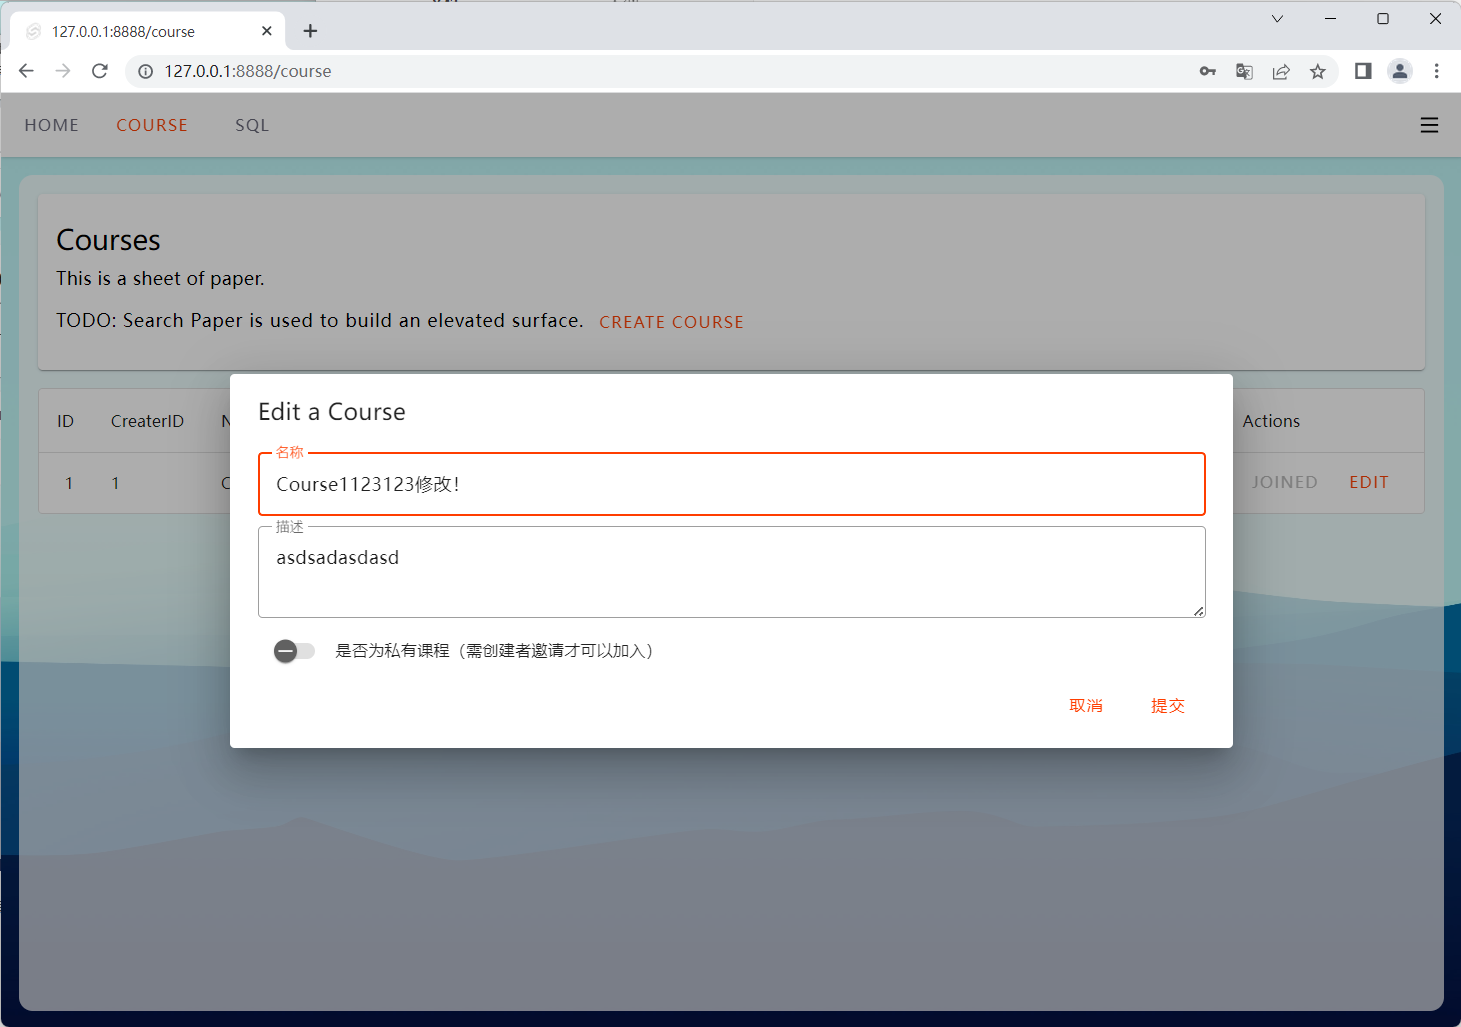 127.0.0.1:8888/course
127.0.0.1:8888/course
HOME COURSE SQL
Courses
This is a sheet of paper.
TODO: Search Paper is used to build an elevated surface. CREATE COURSE
ID CreaterID Actions
1 1 JOINED EDIT
Edit a Course
名称
Course1123123修改!
描述
asdsadasdasd
是否为私有课程（需创建者邀请才可以加入）
取消 提交